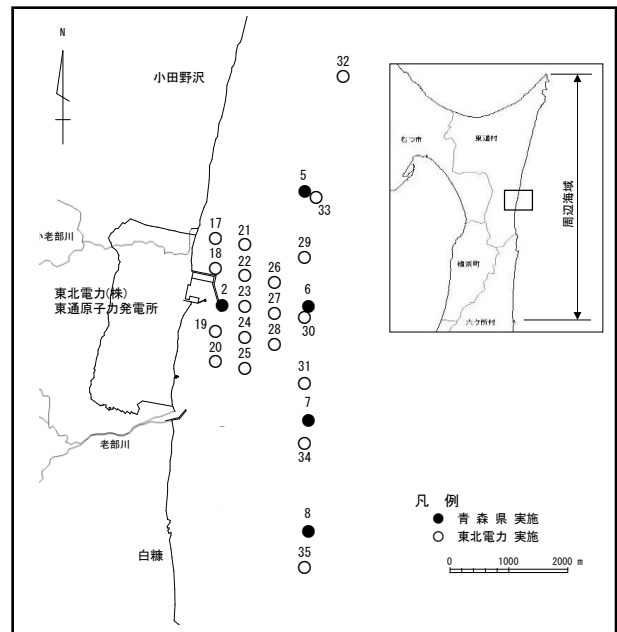 N
小田野沢
32
5
33
17
21
29
小老部川
18
22
26
東北電力(株)
東通原子力発電所
2
23
27
6
30
19
24
28
20
25
31
7
老部川
34
8
白糠
35
むつ市
東通村
横浜町
六ケ所村
周辺海域
凡 例
● 青 森 県 実施
○ 東北電力 実施
0 1000 2000 m